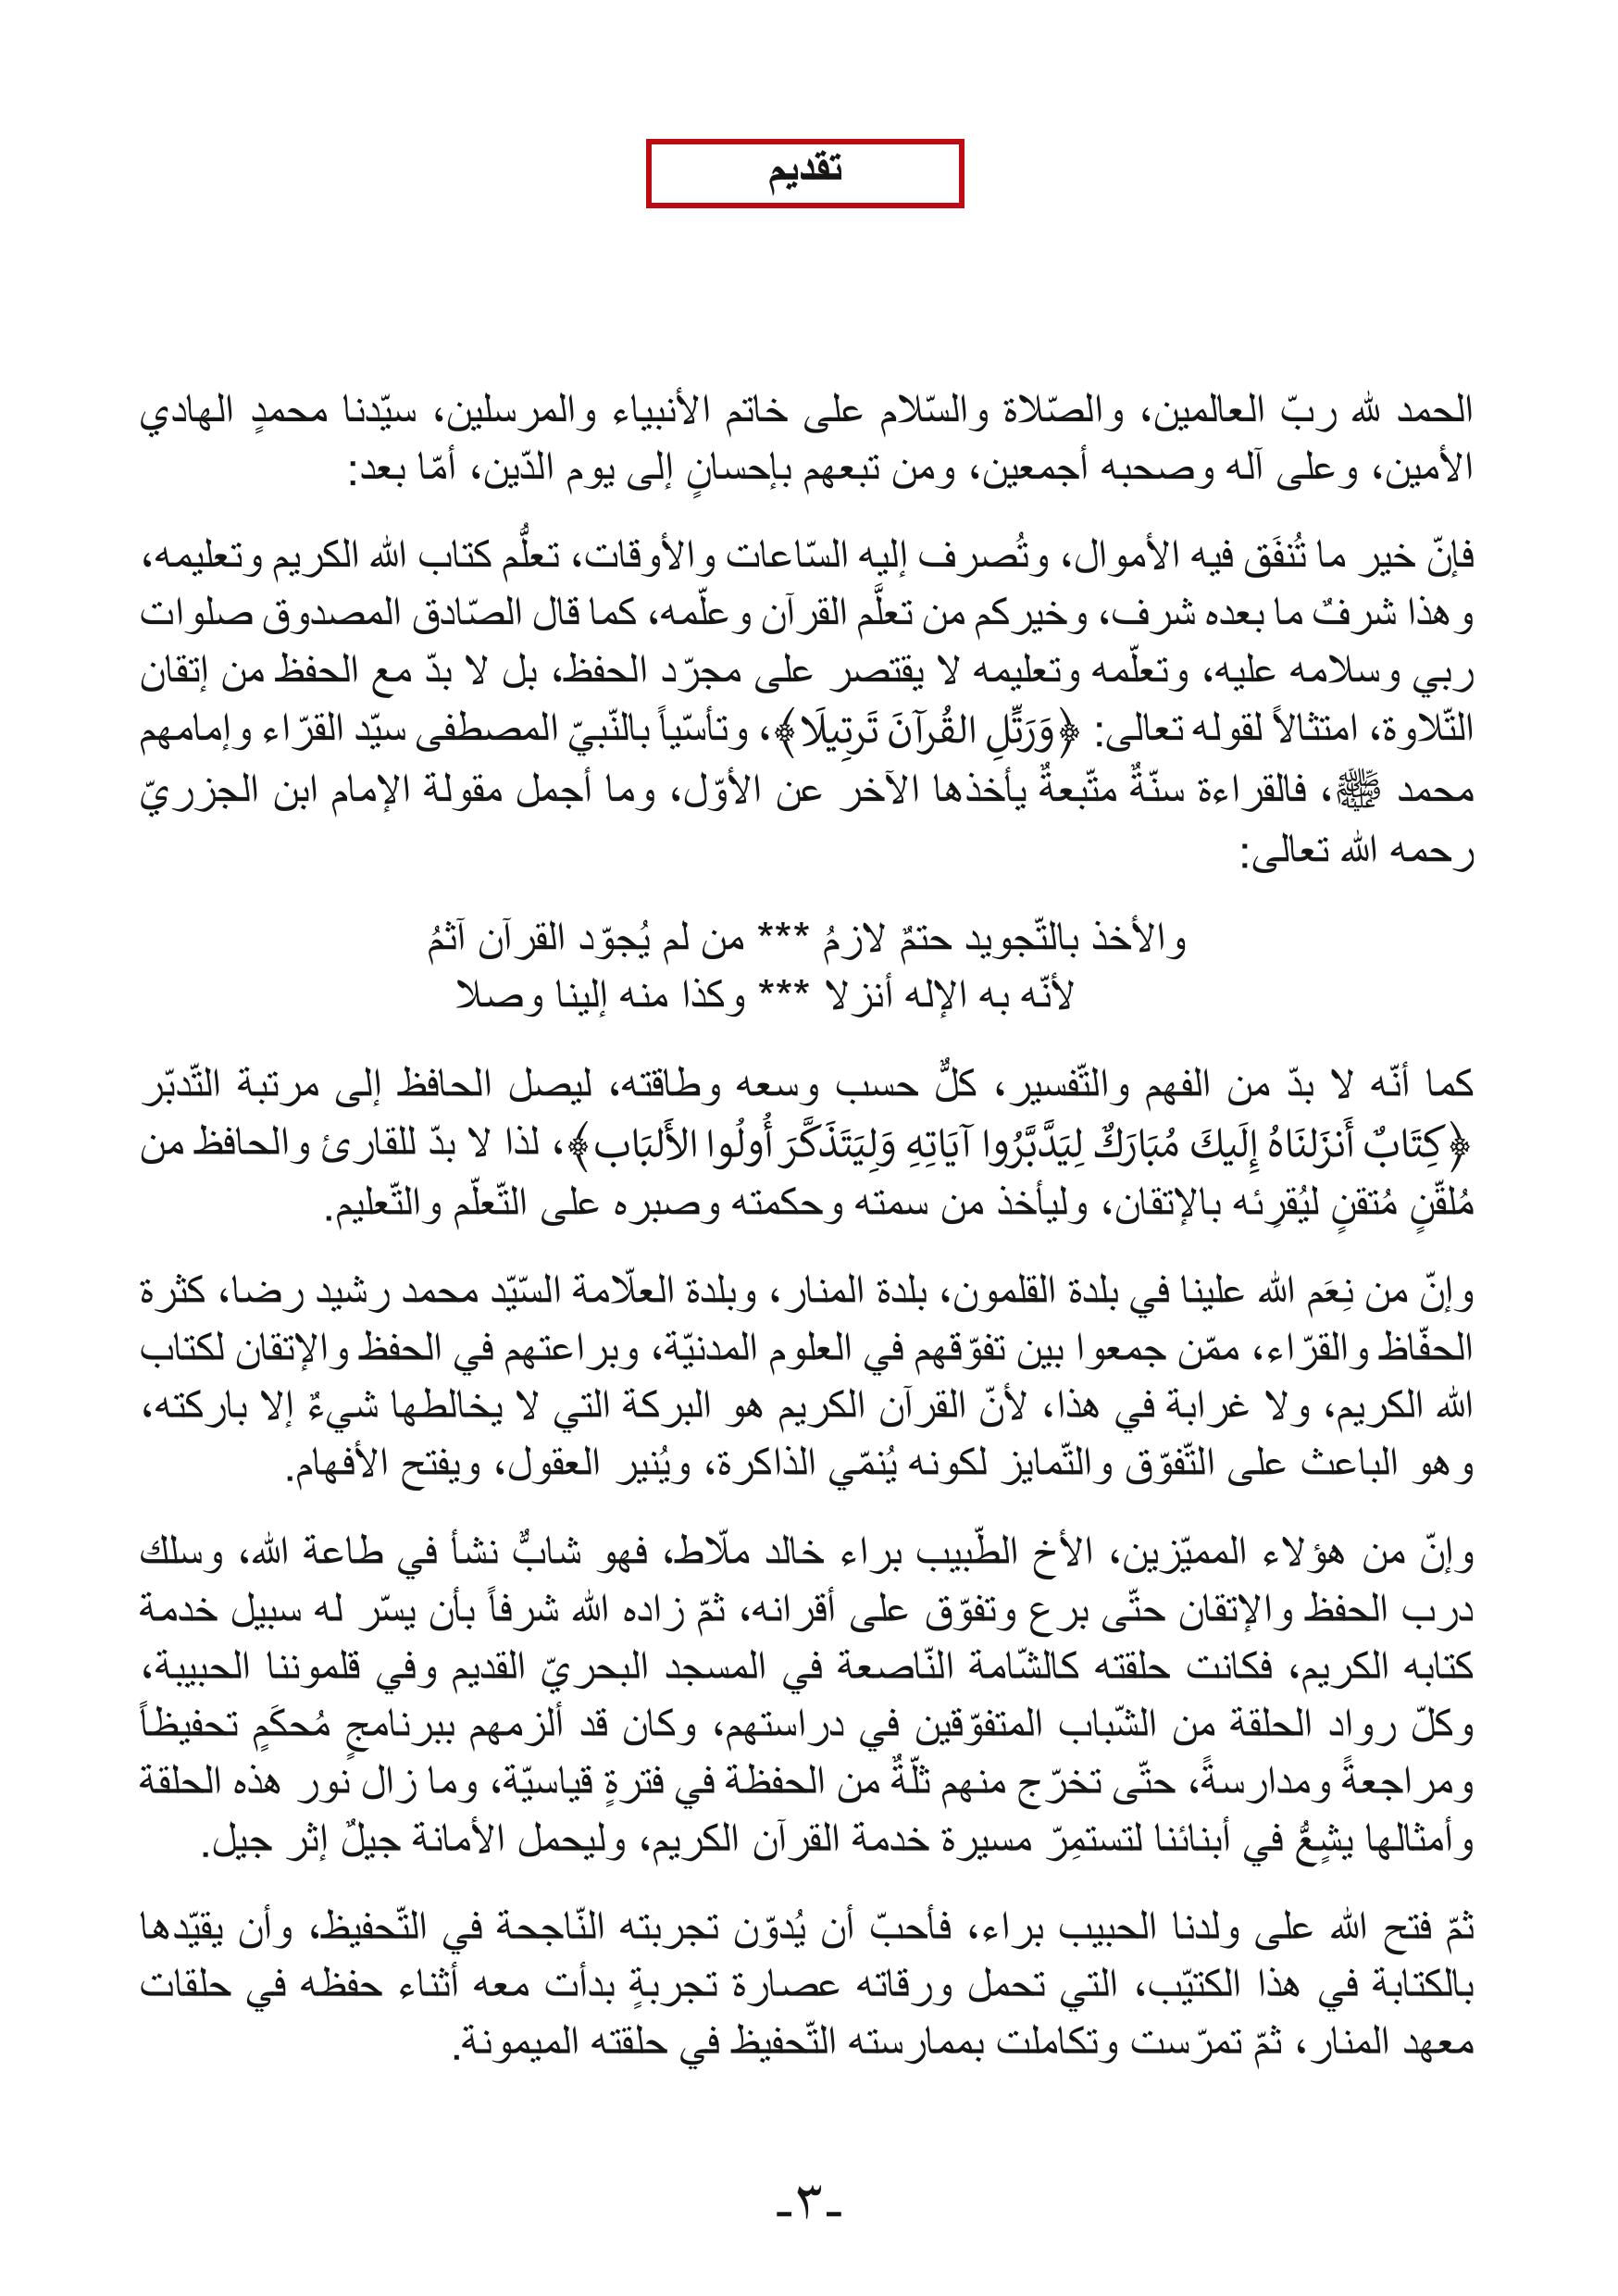 تقديم
الحمد لله ربّ العالمين، والصّلاة والسّلام على خاتم الأنبياء والمرسلين، سيّدنا محمدٍ الهادي
الأمين، وعلى آله وصحبه أجمعين، ومن تبعهم بإحسانٍ إلى يوم الدّين، أمّا بعد:
فإنّ خير ما تُنفَق فيه الأموال، وتُصرف إليه السّاعات والأوقات، تعلُّم كتاب الله الكريم وتعليمه،
وهذا شرفٌ ما بعده شرف، وخيركم من تعلَّم القرآن وعلّمه، كما قال الصّادق المصدوق صلوات
ربي وسلامه عليه، وتعلّمه وتعليمه لا يقتصر على مجرّد الحفظ، بل لا بدّ مع الحفظ من إتقان
التّلاوة، امتثالاً لقوله تعالى: ﴿وَرَتِّلِ القُرآنَ تَرتِيلَا﴾، وتأسّياً بالنّبيّ المصطفى سيّد القرّاء وإمامهم
محمد ﷺ، فالقراءة سنّةٌ متّبعةٌ يأخذها الآخر عن الأوّل، وما أجمل مقولة الإمام ابن الجزريّ
رحمه الله تعالى:
والأخذ بالتّجويد حتمٌ لازمُ *** من لم يُجوّد القرآن آثمُ
لأنّه به الإله أنزلا *** وكذا منه إلينا وصلا
كما أنّه لا بدّ من الفهم والتّفسير، كلٌّ حسب وسعه وطاقته، ليصل الحافظ إلى مرتبة التّدبّر
﴿كِتَابٌ أَنزَلنَاهُ إِلَيكَ مُبَارَكٌ لِيَدَّبَّرُوا آيَاتِهِ وَلِيَتَذَكَّرَ أُولُوا الأَلبَاب﴾، لذا لا بدّ للقارئ والحافظ من
مُلقّنٍ مُتقنٍ ليُقرِئه بالإتقان، وليأخذ من سمته وحكمته وصبره على التّعلّم والتّعليم.
وإنّ من نِعَم الله علينا في بلدة القلمون، بلدة المنار، وبلدة العلّامة السّيّد محمد رشيد رضا، كثرة
الحفّاظ والقرّاء، ممّن جمعوا بين تفوّقهم في العلوم المدنيّة، وبراعتهم في الحفظ والإتقان لكتاب
الله الكريم، ولا غرابة في هذا، لأنّ القرآن الكريم هو البركة التي لا يخالطها شيءٌ إلا باركته،
وهو الباعث على التّفوّق والتّمايز لكونه يُنمّي الذاكرة، ويُنير العقول، ويفتح الأفهام.
وإنّ من هؤلاء المميّزين، الأخ الطّبيب براء خالد ملّاط، فهو شابٌّ نشأ في طاعة الله، وسلك
درب الحفظ والإتقان حتّى برع وتفوّق على أقرانه، ثمّ زاده الله شرفاً بأن يسّر له سبيل خدمة
كتابه الكريم، فكانت حلقته كالشّامة النّاصعة في المسجد البحريّ القديم وفي قلموننا الحبيبة،
وكلّ رواد الحلقة من الشّباب المتفوّقين في دراستهم، وكان قد ألزمهم ببرنامجٍ مُحكَمٍ تحفيظاً
ومراجعةً ومدارسةً، حتّى تخرّج منهم ثلّةٌ من الحفظة في فترةٍ قياسيّة، وما زال نور هذه الحلقة
وأمثالها يشِعُّ في أبنائنا لتستمِرّ مسيرة خدمة القرآن الكريم، وليحمل الأمانة جيلٌ إثر جيل.
ثمّ فتح الله على ولدنا الحبيب براء، فأحبّ أن يُدوّن تجربته النّاجحة في التّحفيظ، وأن يقيّدها
بالكتابة في هذا الكتيّب، التي تحمل ورقاته عصارة تجربةٍ بدأت معه أثناء حفظه في حلقات
معهد المنار، ثمّ تمرّست وتكاملت بممارسته التّحفيظ في حلقته الميمونة.
-٣-